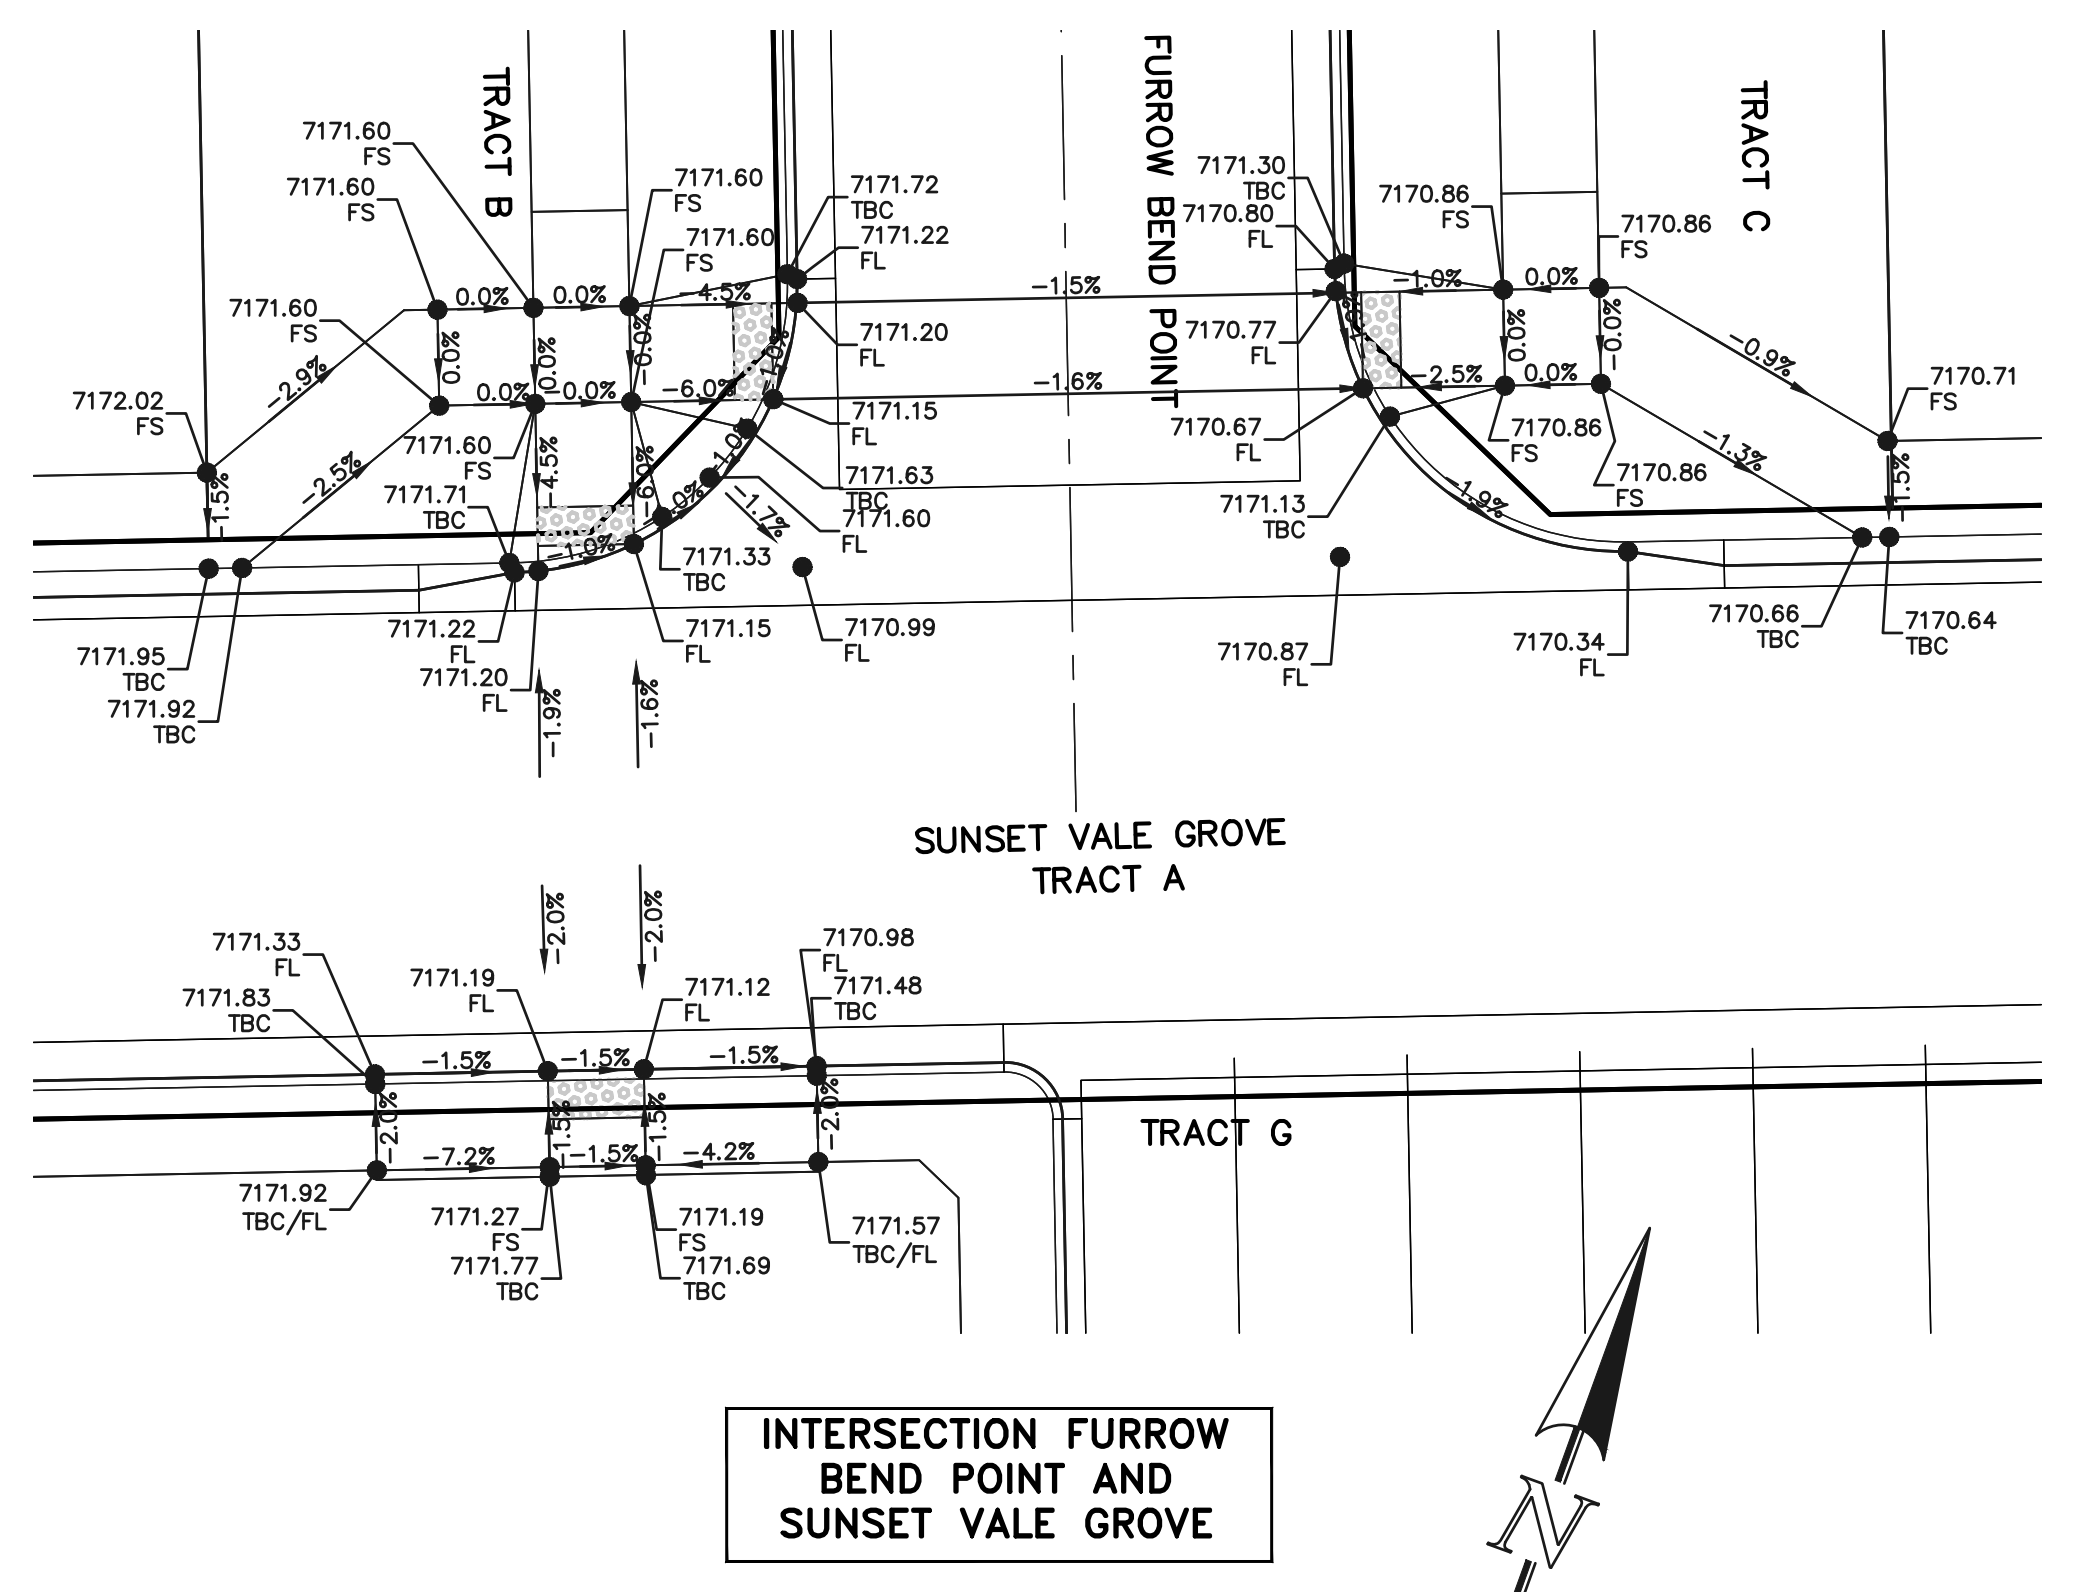 TRACT B
FURROW BEND POINT
TRACT C
7171.60
FS
7171.60
FS
7171.60
FS
7171.60
FS
7171.72
TBC
7171.22
FL
7171.30
TBC
7170.80
FL
7170.86
FS
7170.86
FS
0.0%
0.0%
-4.5%
-1.5%
-1.0%
0.0%
7171.60
FS
7171.20
FL
7170.77
FL
0.0%
-0.0%
-0.0%
-1.0%
0.0%
-0.0%
-2.9%
-0.9%
7172.02
FS
0.0%
-0.0%
-6.0%
-1.6%
-2.5%
0.0%
7170.71
FS
7171.15
FL
7170.67
FL
7170.86
FS
7171.60
FS
-2.5%
-4.5%
-6.0%
-1.0%
-1.3%
7171.63
TBC
7170.86
FS
7171.71
TBC
-1.5%
-1.7%
7171.60
FL
7171.13
TBC
-1.9%
-1.5%
-1.0%
7171.33
TBC
7171.22
FL
7171.15
FL
7170.99
FL
7170.66
TBC
7170.64
TBC
7171.95
TBC
7171.20
FL
7170.87
FL
7170.34
FL
7171.92
TBC
-1.9%
-1.6%
SUNSET VALE GROVE
TRACT A
-2.0%
-2.0%
7171.33
FL
7170.98
FL
7171.19
FL
7171.12
FL
7171.48
TBC
7171.83
TBC
-1.5%
-1.5%
-1.5%
-2.0%
-1.5%
-1.5%
-2.0%
TRACT G
-7.2%
-1.5%
-4.2%
7171.92
TBC/FL
7171.27
FS
7171.19
FS
7171.57
TBC/FL
7171.77
TBC
7171.69
TBC
INTERSECTION FURROW
BEND POINT AND
SUNSET VALE GROVE
N